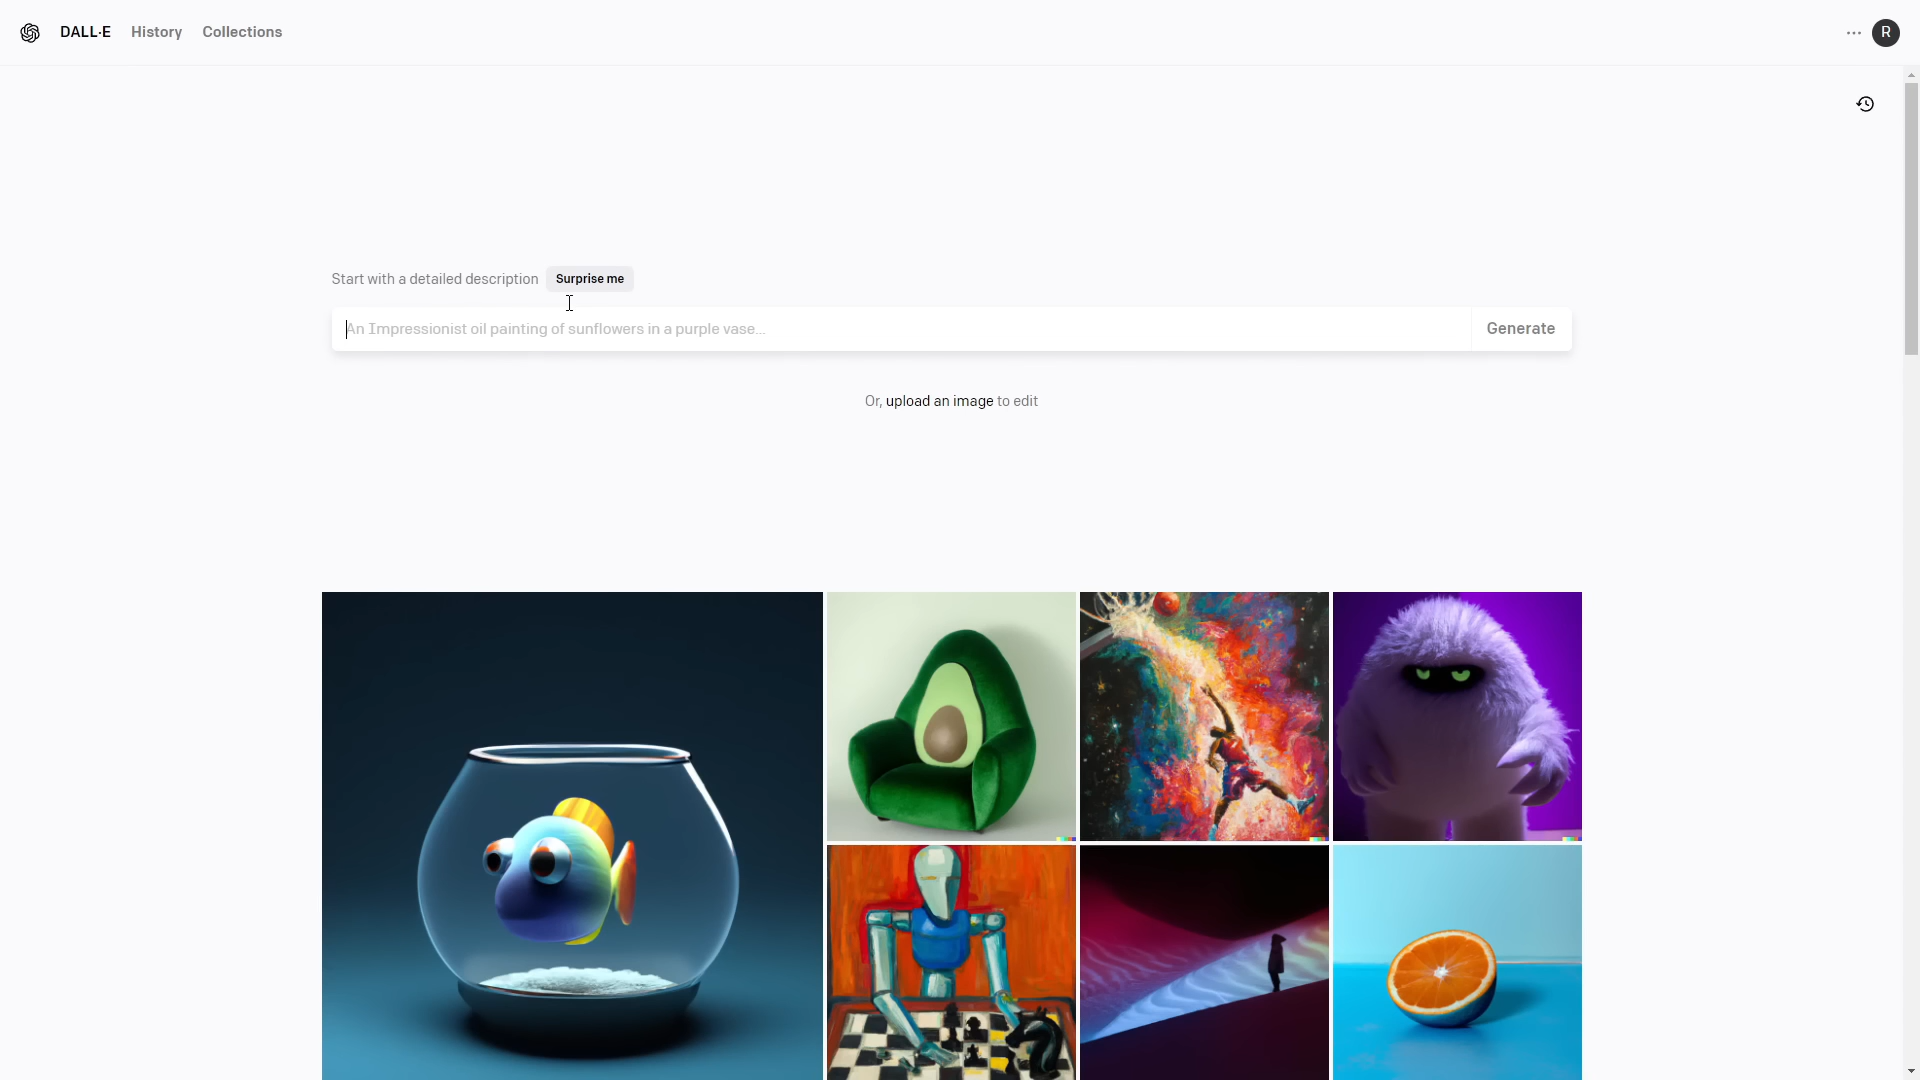 DALL·E History Collections
R
Start with a detailed description Surprise me
An Impressionist oil painting of sunflowers in a purple vase...
Generate
Or, upload an image to edit